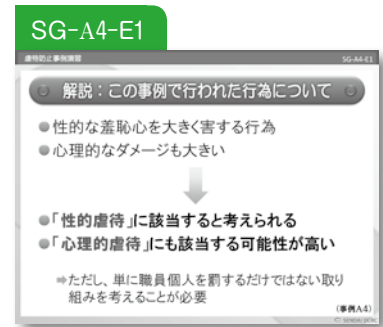 SG-A4-E1
虐待防止事例演習
SG-A4-E1
解説：この事例で行われた行為について
●性的な羞恥心を大きく害する行為
●心理的なダメージも大きい
●「性的虐待」に該当すると考えられる
●「心理的虐待」にも該当する可能性が高い
⇒ただし、単に職員個人を罰するだけではない取り
組みを考えることが必要
（事例A4）